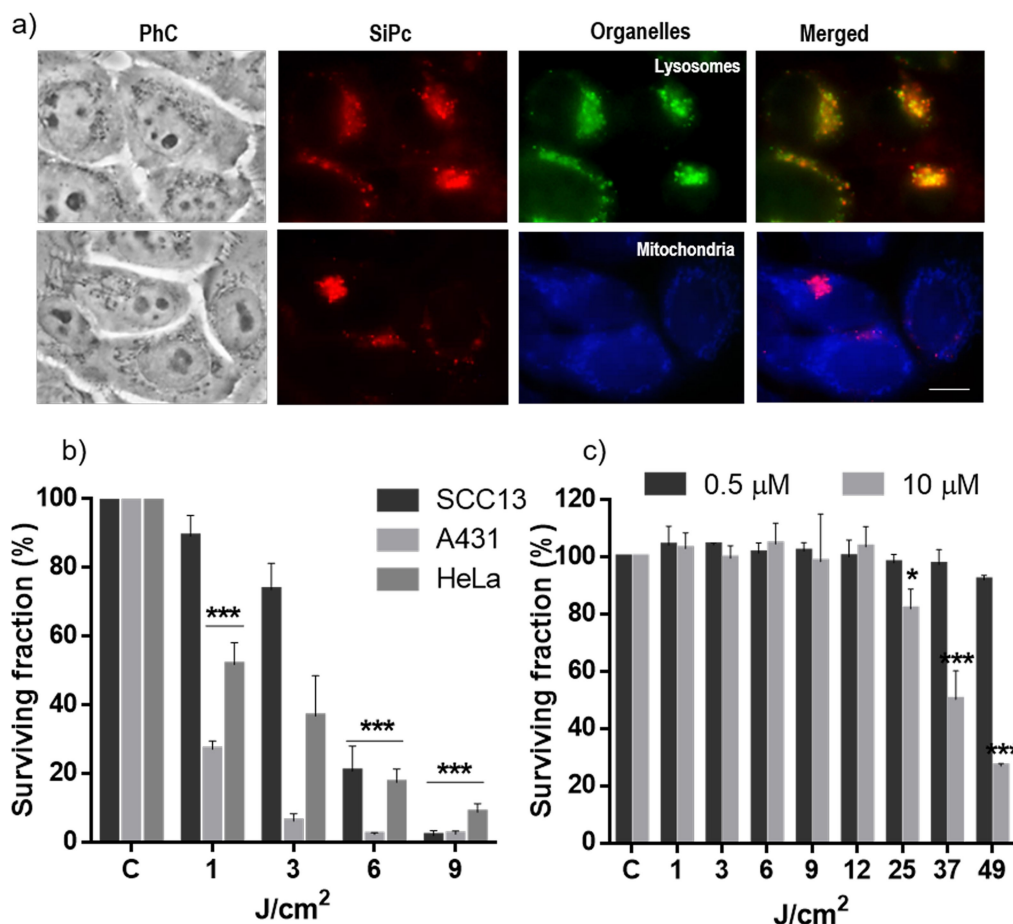 a)
PhC SiPc Organelles Merged
Lysosomes
Mitochondria
b)
100
80
60
40
20
0
Surviving fraction (%)
SCC13
A431
HeLa
***
***
***
C 1 3 6 9
J/cm²
c)
0.5 μM 10 μM
120
100
80
60
40
20
0
Surviving fraction (%)
*
***
***
C 1 3 6 9 12 25 37 49
J/cm²